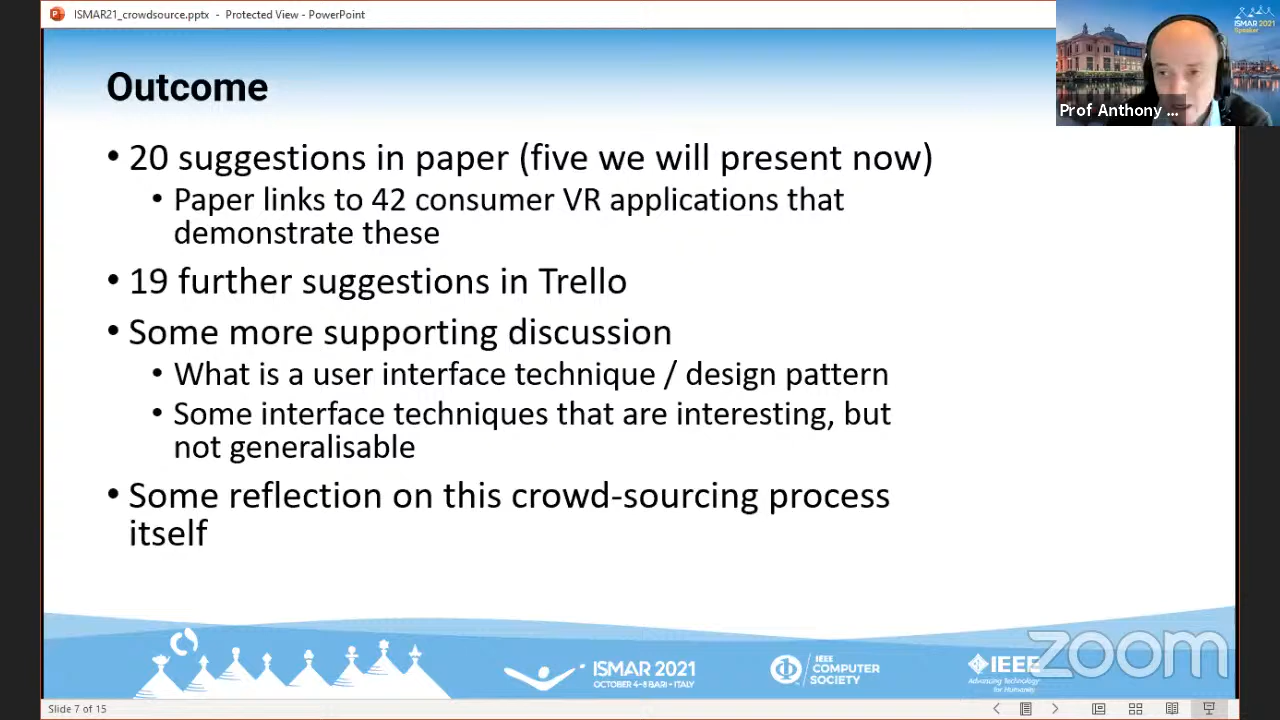 ISMAR21_crowdsource.pptx - Protected View - PowerPoint
ISMAR 2021
Speaker
Prof Anthony ...
Outcome
• 20 suggestions in paper (five we will present now)
• Paper links to 42 consumer VR applications that
demonstrate these
• 19 further suggestions in Trello
• Some more supporting discussion
• What is a user interface technique / design pattern
• Some interface techniques that are interesting, but
not generalisable
• Some reflection on this crowd-sourcing process
itself
ISMAR 2021
OCTOBER 4-8 BARI - ITALY
IEEE
COMPUTER
SOCIETY
IEEE
Advancing Technology
for Humanity
zoom
Slide 7 of 15